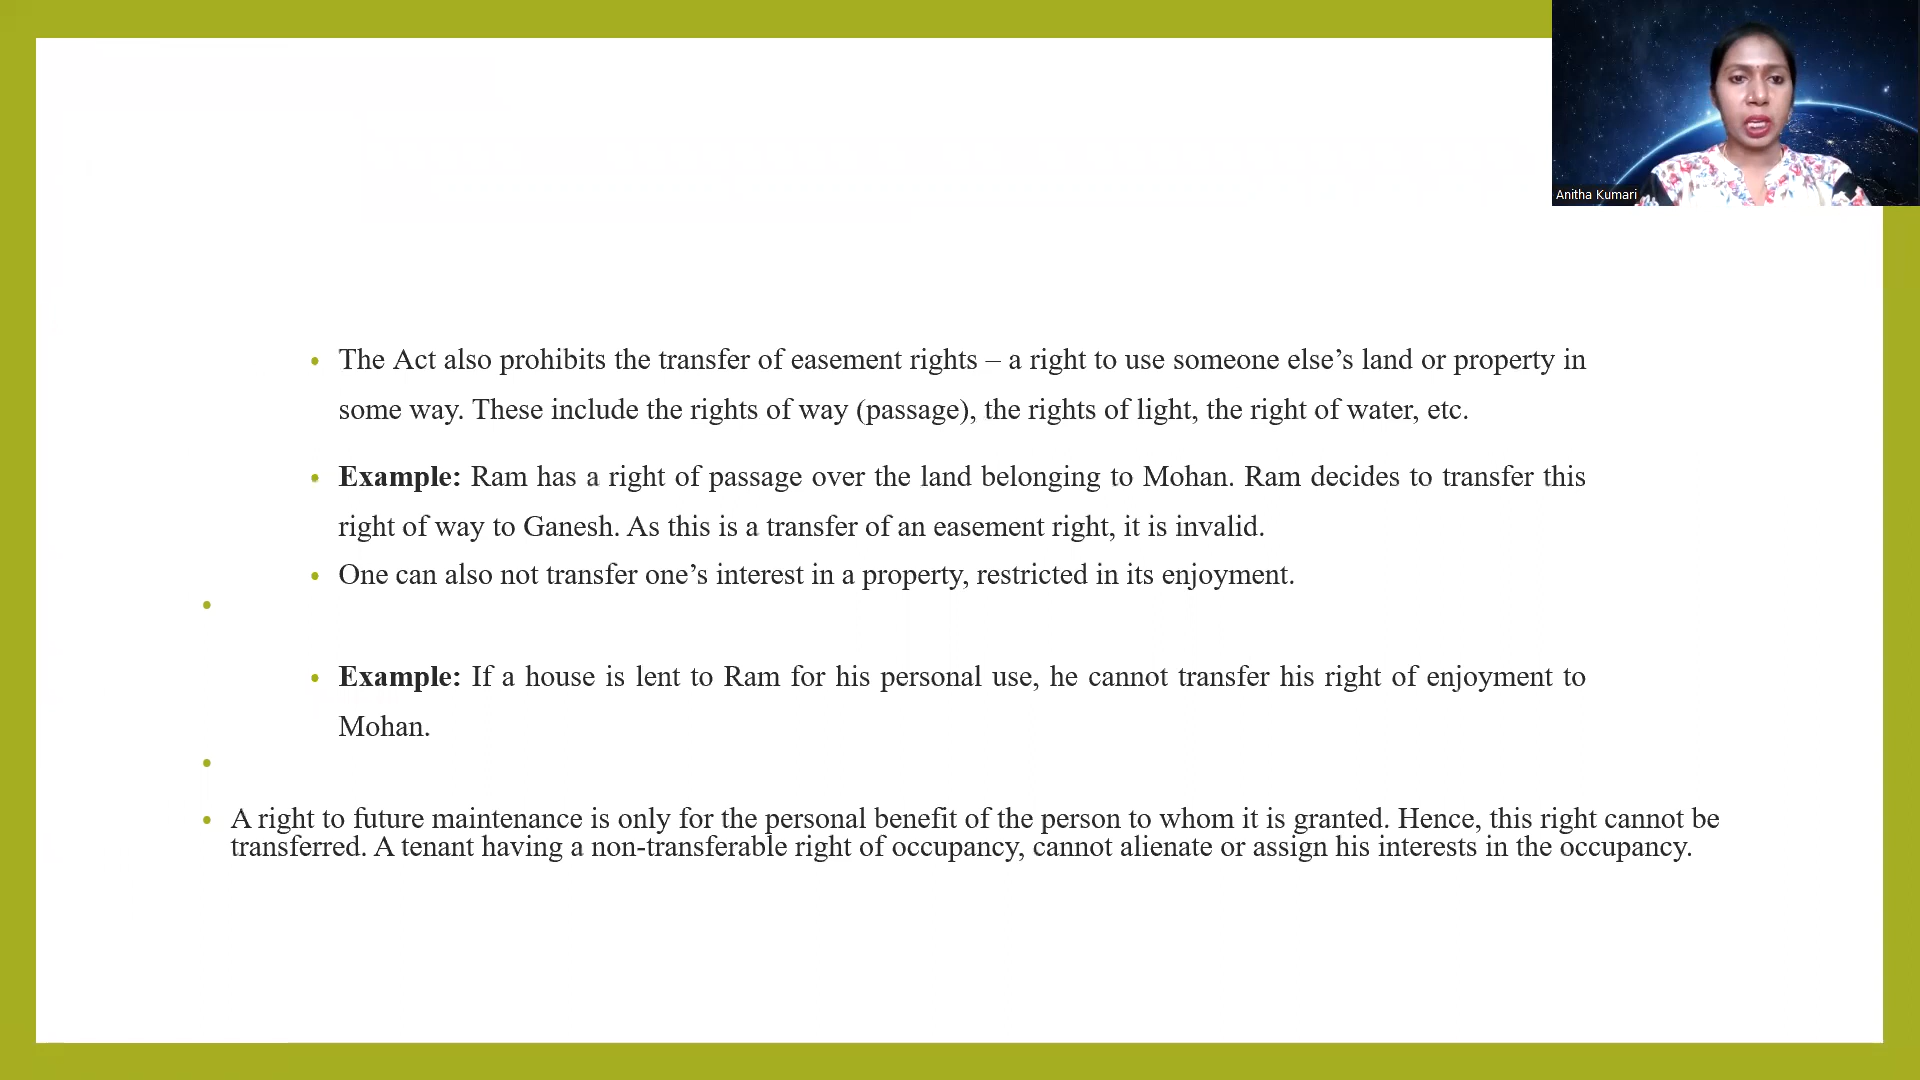 Anitha Kumari
• The Act also prohibits the transfer of easement rights – a right to use someone else’s land or property in
some way. These include the rights of way (passage), the rights of light, the right of water, etc.
• Example: Ram has a right of passage over the land belonging to Mohan. Ram decides to transfer this
right of way to Ganesh. As this is a transfer of an easement right, it is invalid.
• One can also not transfer one’s interest in a property, restricted in its enjoyment.
• Example: If a house is lent to Ram for his personal use, he cannot transfer his right of enjoyment to
Mohan.
• A right to future maintenance is only for the personal benefit of the person to whom it is granted. Hence, this right cannot be
transferred. A tenant having a non-transferable right of occupancy, cannot alienate or assign his interests in the occupancy.